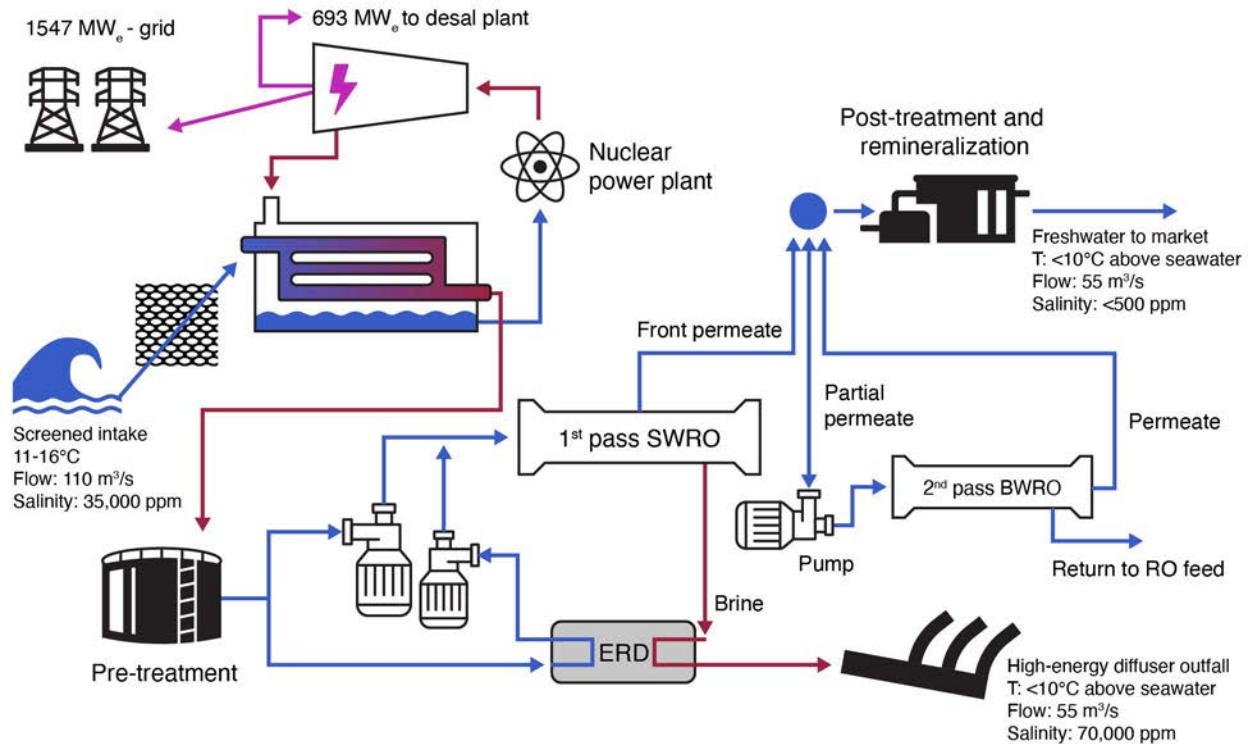 1547 MWe - grid
693 MWe to desal plant
Nuclear
power plant
Post-treatment and
remineralization
Freshwater to market
T: <10°C above seawater
Flow: 55 m³/s
Salinity: <500 ppm
Screened intake
11-16°C
Flow: 110 m³/s
Salinity: 35,000 ppm
Front permeate
Partial
permeate
Permeate
1st pass SWRO
2nd pass BWRO
Pump
Return to RO feed
Brine
ERD
Pre-treatment
High-energy diffuser outfall
T: <10°C above seawater
Flow: 55 m³/s
Salinity: 70,000 ppm